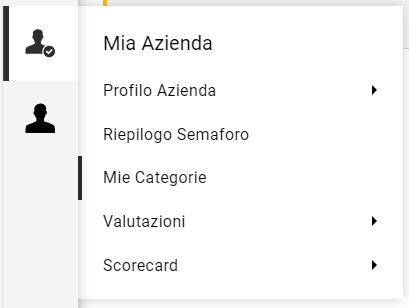 Mia Azienda
Profilo Azienda
Riepilogo Semaforo
Mie Categorie
Valutazioni
Scorecard